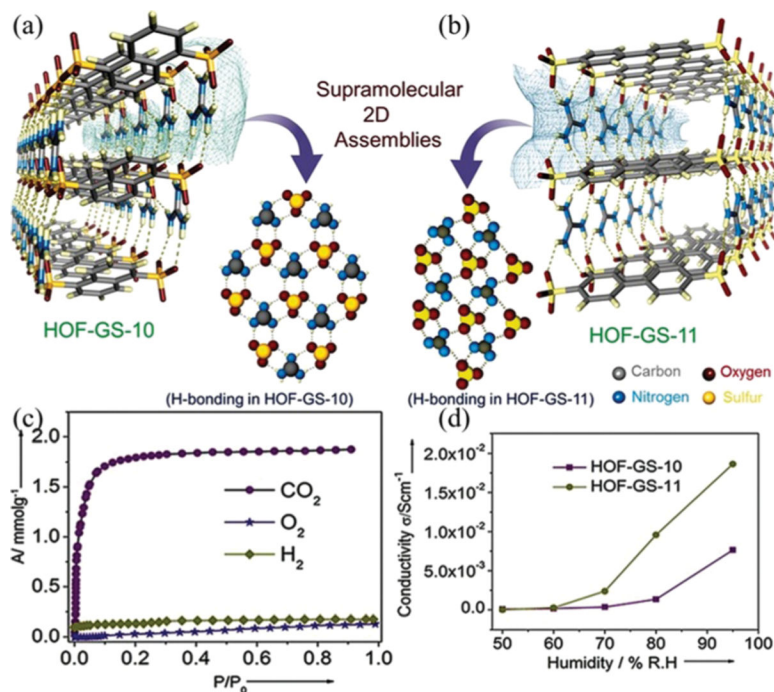 (a)
Supramolecular
2D
Assemblies
(b)
HOF-GS-10
HOF-GS-11
(H-bonding in HOF-GS-10)
(H-bonding in HOF-GS-11)
Carbon
Oxygen
Nitrogen
Sulfur
(c)
A/ mmolg⁻¹
2.0
1.5
1.0
0.5
0.0
CO₂
O₂
H₂
0.0 0.2 0.4 0.6 0.8 1.0
P/P₀
(d)
Conductivity σ/Scm⁻¹
2.0x10⁻²
1.5x10⁻²
1.0x10⁻²
5.0x10⁻³
0.0
HOF-GS-10
HOF-GS-11
50 60 70 80 90 100
Humidity / % R.H